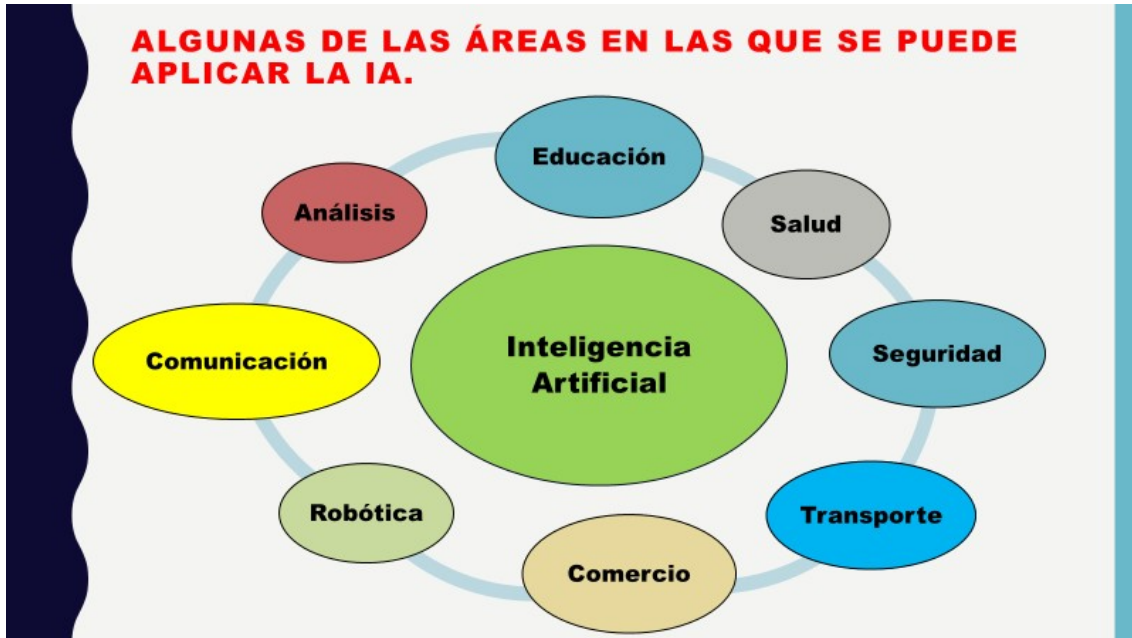 ALGUNAS DE LAS ÁREAS EN LAS QUE SE PUEDE
APLICAR LA IA.
Educación
Salud
Seguridad
Transporte
Comercio
Robótica
Comunicación
Análisis
Inteligencia
Artificial